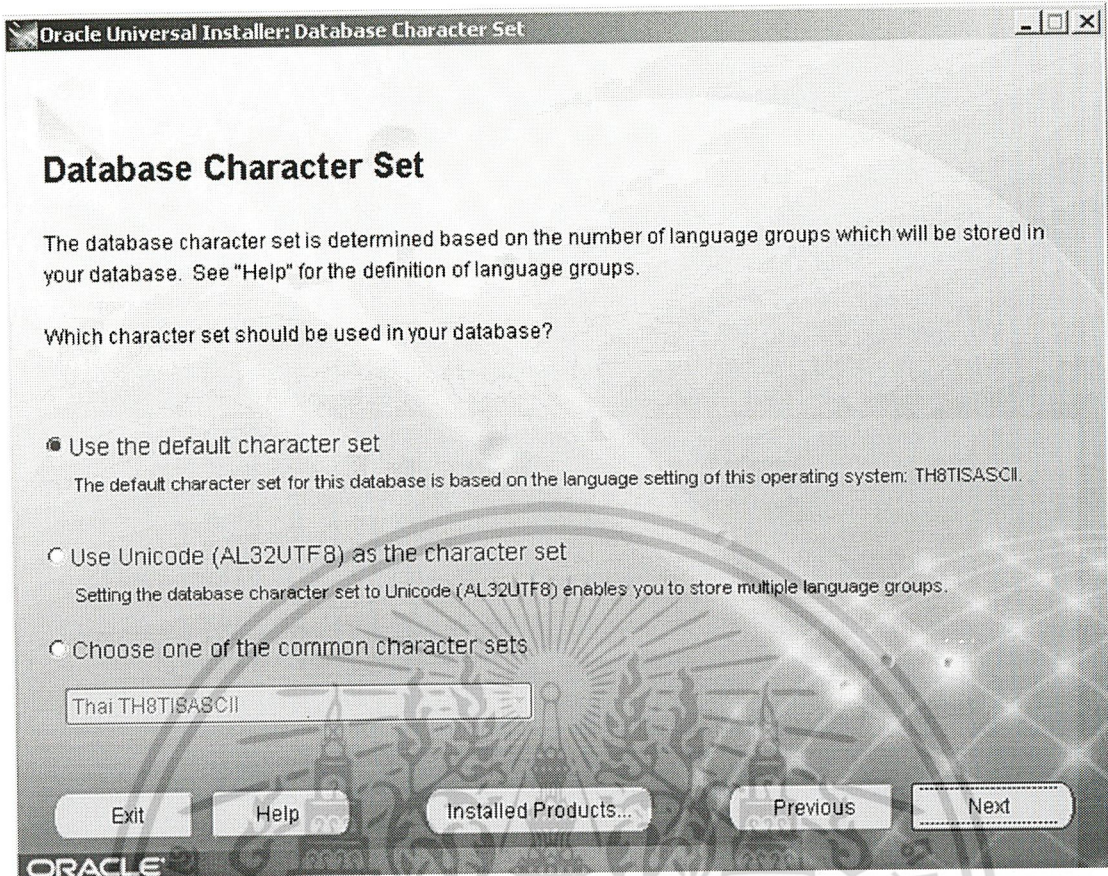 Oracle Universal Installer: Database Character Set
Database Character Set
The database character set is determined based on the number of language groups which will be stored in
your database. See "Help" for the definition of language groups.
Which character set should be used in your database?
Use the default character set
The default character set for this database is based on the language setting of this operating system: TH8TISASCII.
Use Unicode (AL32UTF8) as the character set
Setting the database character set to Unicode (AL32UTF8) enables you to store multiple language groups.
Choose one of the common character sets
Thai TH8TISASCII
Exit
Help
Installed Products...
Previous
Next
ORACLE